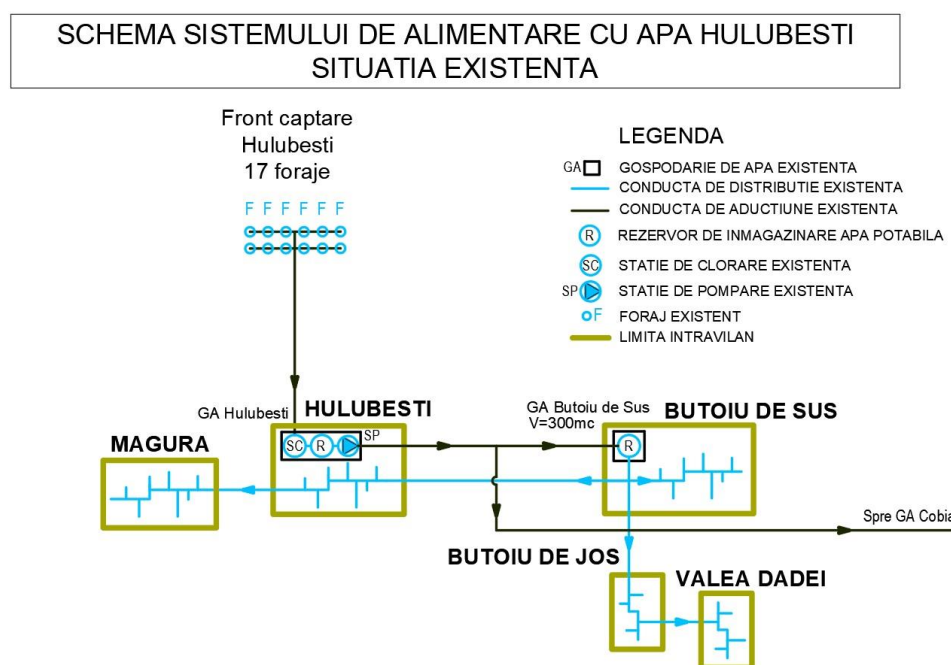 SCHEMA SISTEMULUI DE ALIMENTARE CU APA HULUBESTI
SITUATIA EXISTENTA
Front captare
Hulubesti
17 foraje
F F F F F F
LEGENDA
GA GOSPODARIE DE APA EXISTENTA
CONDUCTA DE DISTRIBUTIE EXISTENTA
CONDUCTA DE ADUCTIUNE EXISTENTA
R REZERVOR DE INMAGAZINARE APA POTABILA
SC STATIE DE CLORARE EXISTENTA
SP STATIE DE POMPARE EXISTENTA
F FORAJ EXISTENT
LIMITA INTRAVILAN
GA Hulubesti
HULUBESTI
SC R SP
MAGURA
GA Butoiu de Sus
V=300mc
BUTOIU DE SUS
R
Spre GA Cobia
BUTOIU DE JOS
VALEA DADEI